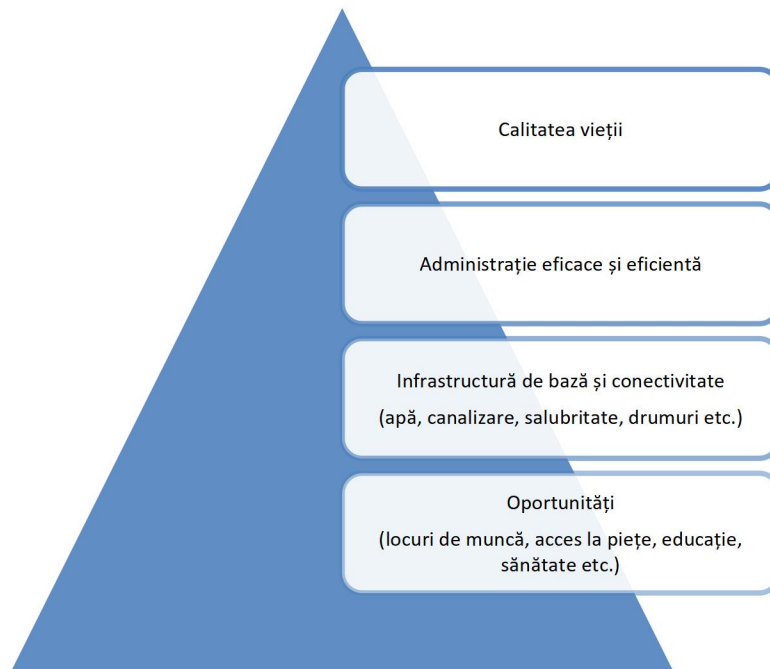 Calitatea vieții
Administrație eficace și eficientă
Infrastructură de bază și conectivitate
(apă, canalizare, salubritate, drumuri etc.)
Oportunități
(locuri de muncă, acces la piețe, educație,
sănătate etc.)